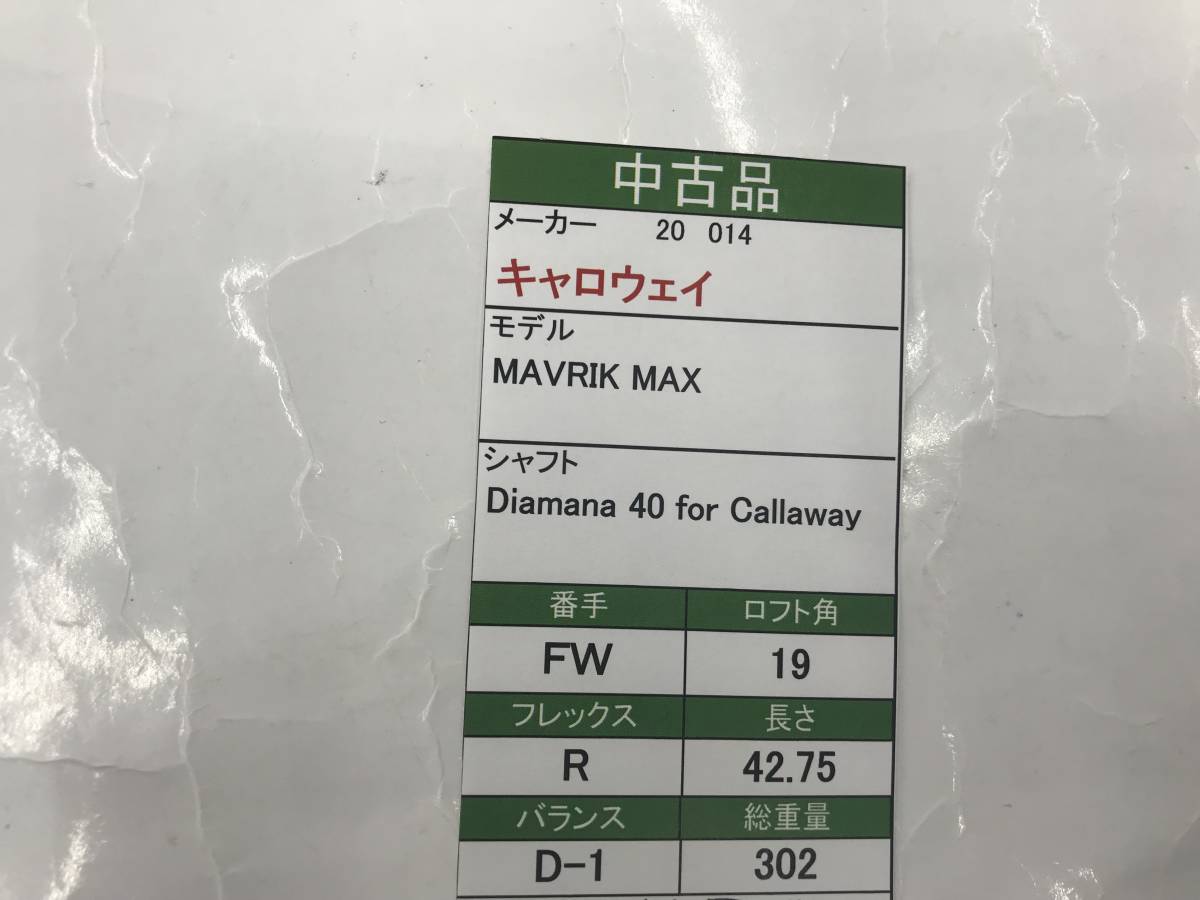 中古品
メーカー 20 014
キャロウェイ
モデル
MAVRIK MAX
シャフト
Diamana 40 for Callaway
番手 ロフト角
FW 19
フレックス 長さ
R 42.75
バランス 総重量
D-1 302